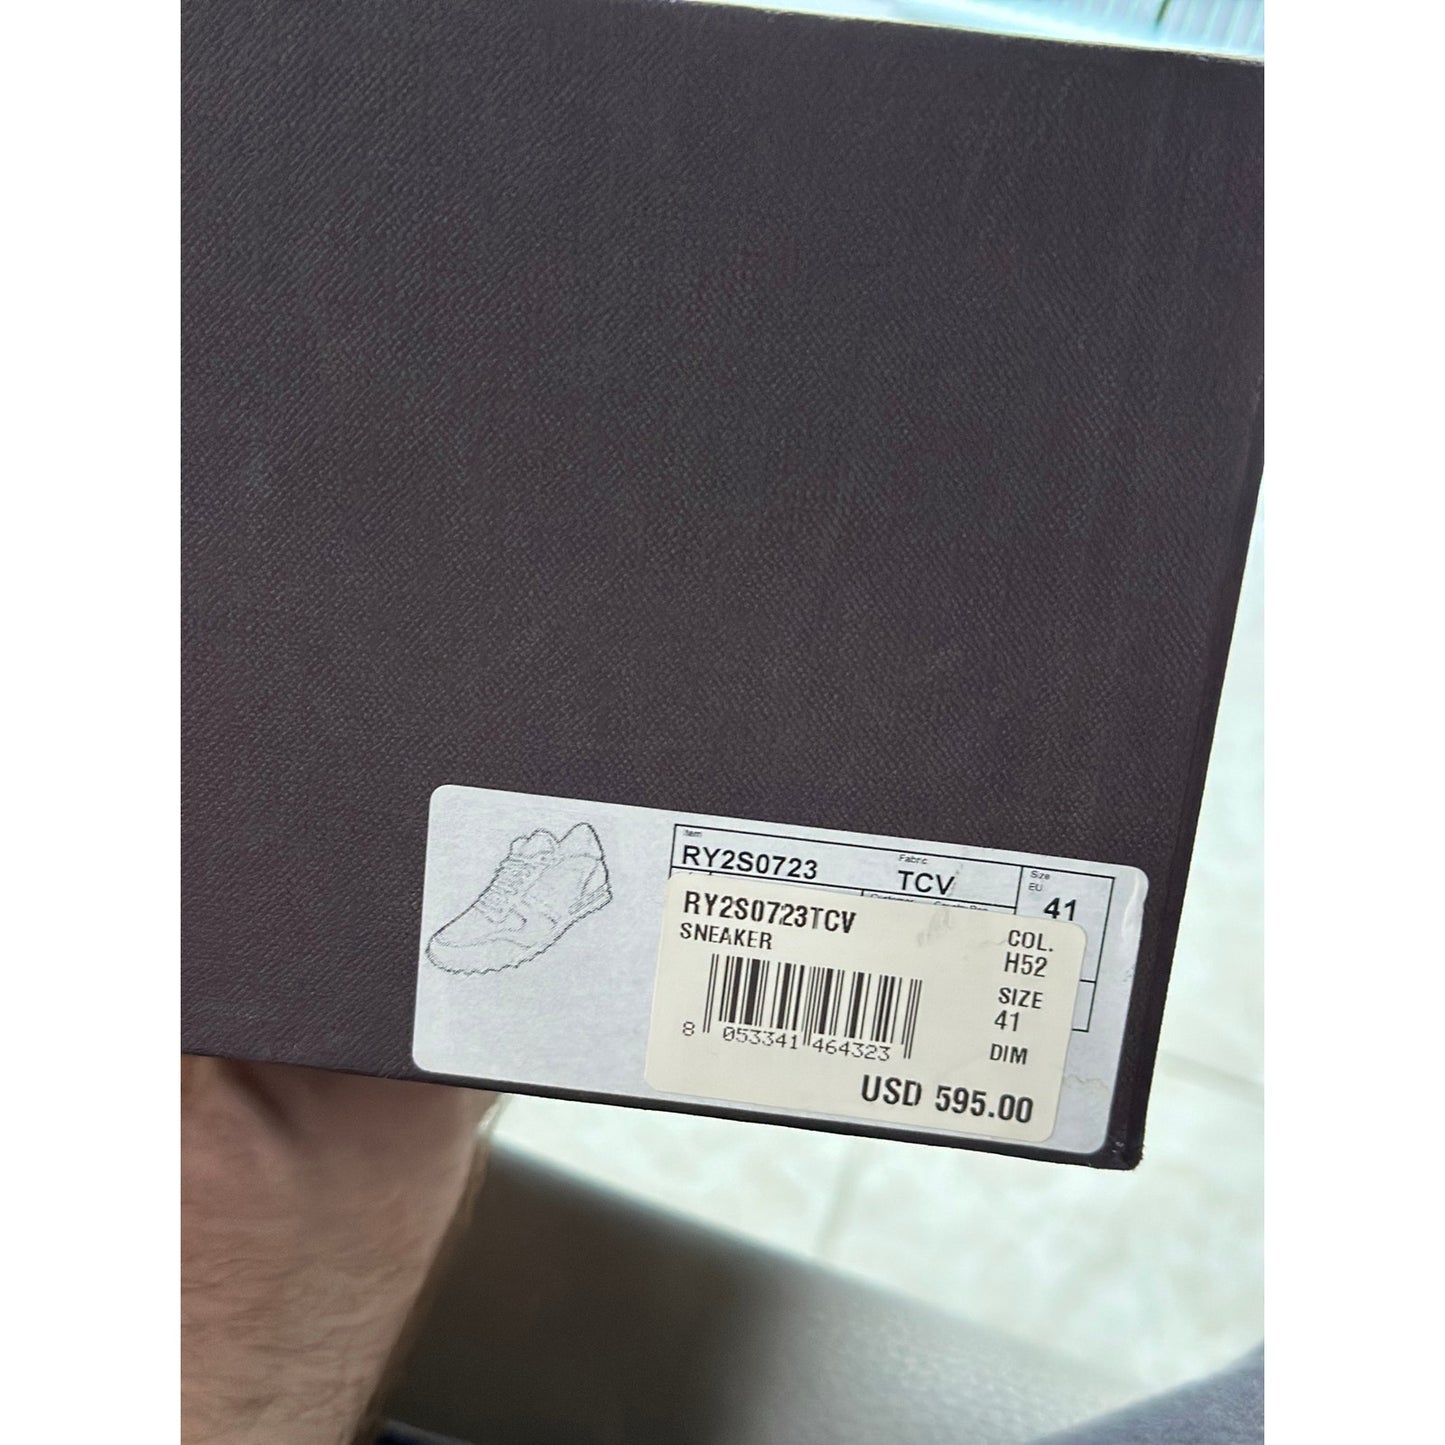 Item
RY2S0723
Fabric
TCV
Size
EU
41
RY2S0723TCV
SNEAKER
COL.
H52
SIZE
41
DIM
8 053341 464323
USD 595.00